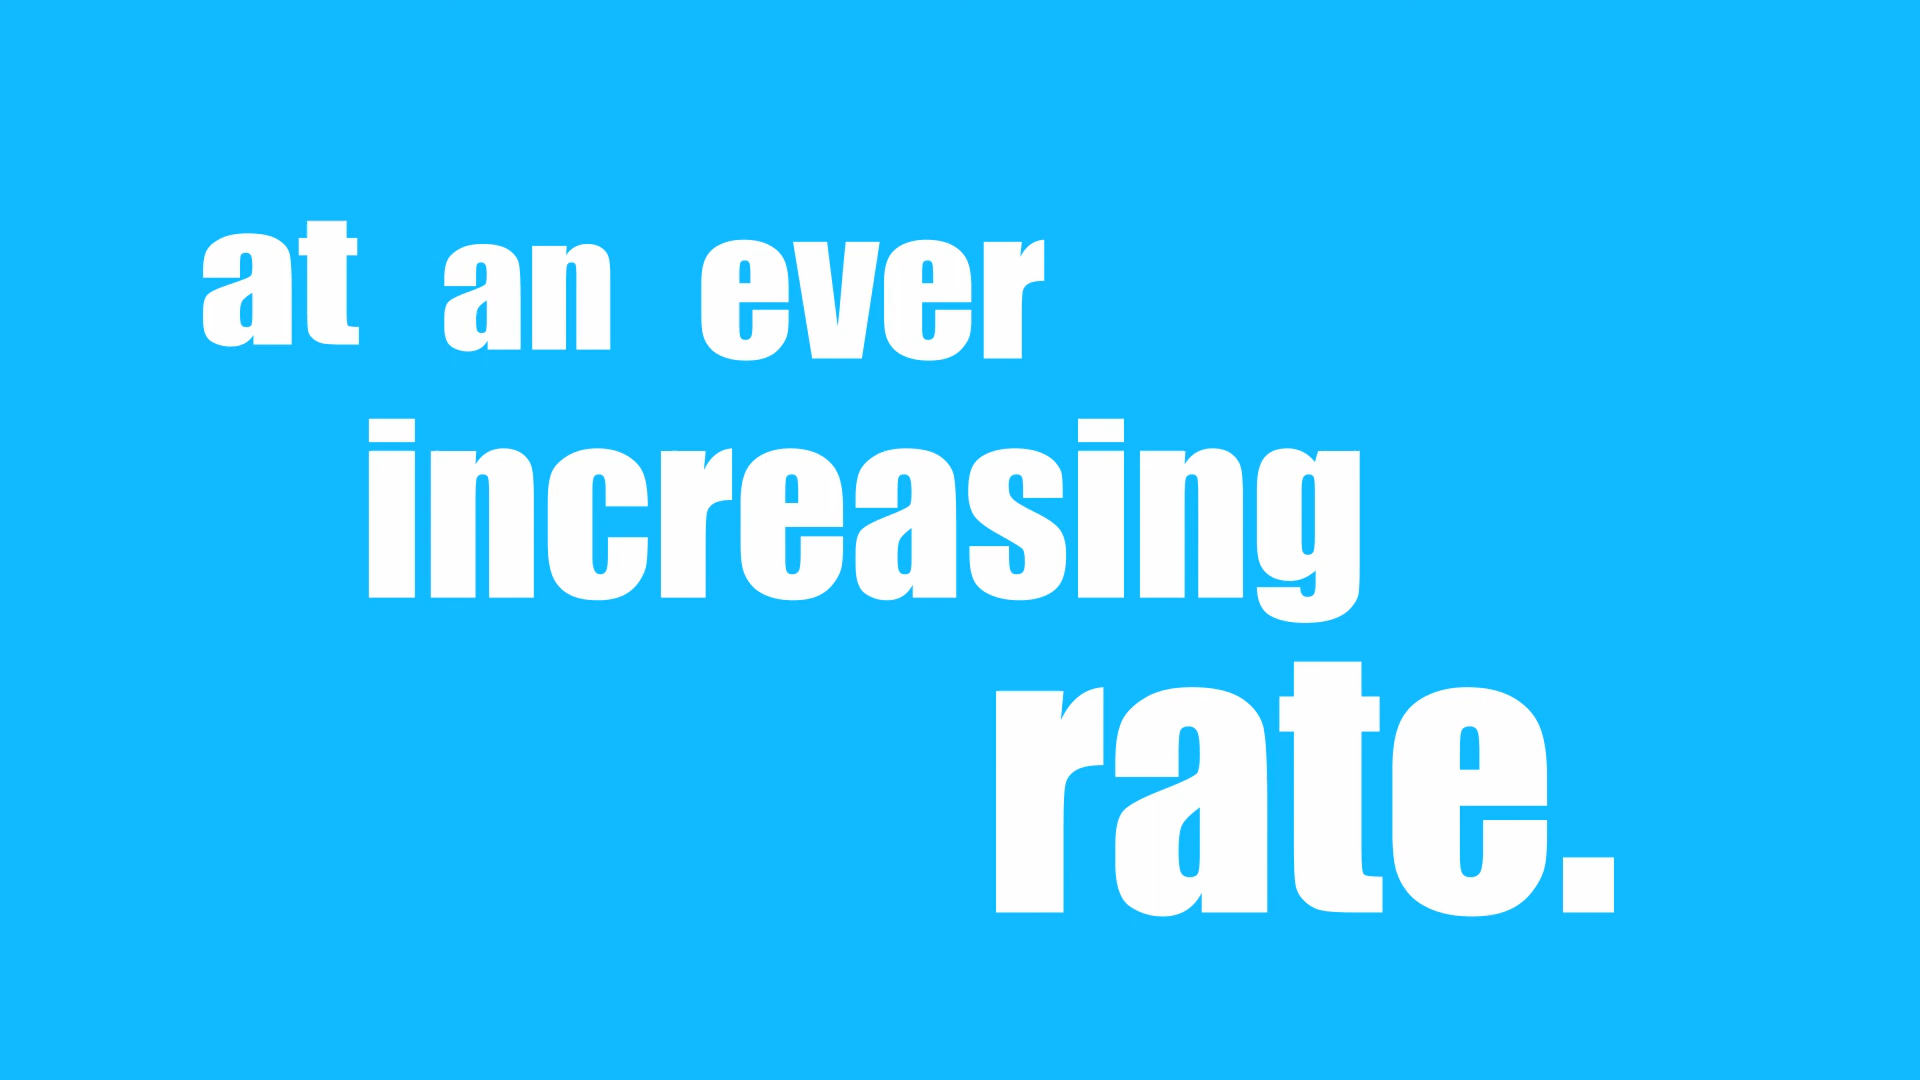 at an ever
increasing
rate.